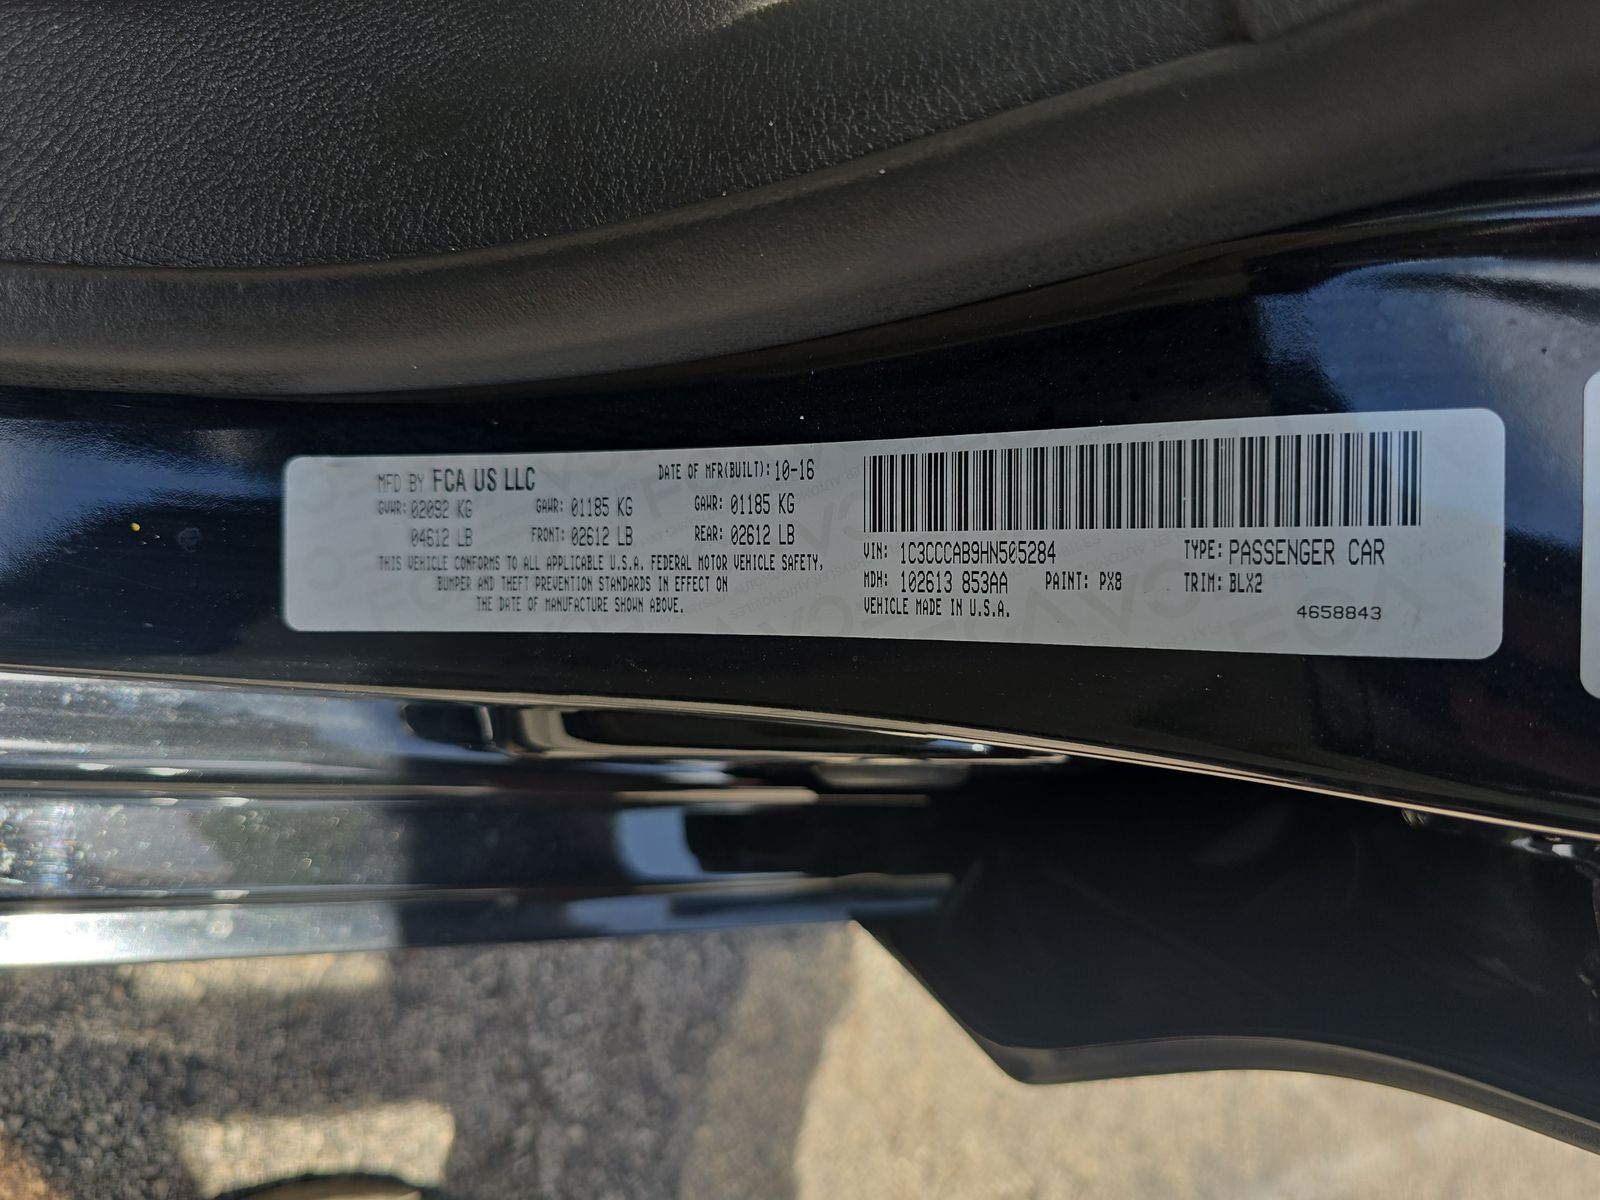 MFD BY FCA US LLC DATE OF MFR(BUILT): 10-16
GVWR: 02092 KG GAWR: 01185 KG GAWR: 01185 KG
04612 LB FRONT: 02612 LB REAR: 02612 LB
THIS VEHICLE CONFORMS TO ALL APPLICABLE U.S.A. FEDERAL MOTOR VEHICLE SAFETY,
BUMPER AND THEFT PREVENTION STANDARDS IN EFFECT ON
THE DATE OF MANUFACTURE SHOWN ABOVE.
VIN: 1C3CCCAB9HN505284 TYPE: PASSENGER CAR
MDH: 102613 853AA PAINT: PX8 TRIM: BLX2
VEHICLE MADE IN U.S.A. 4658843